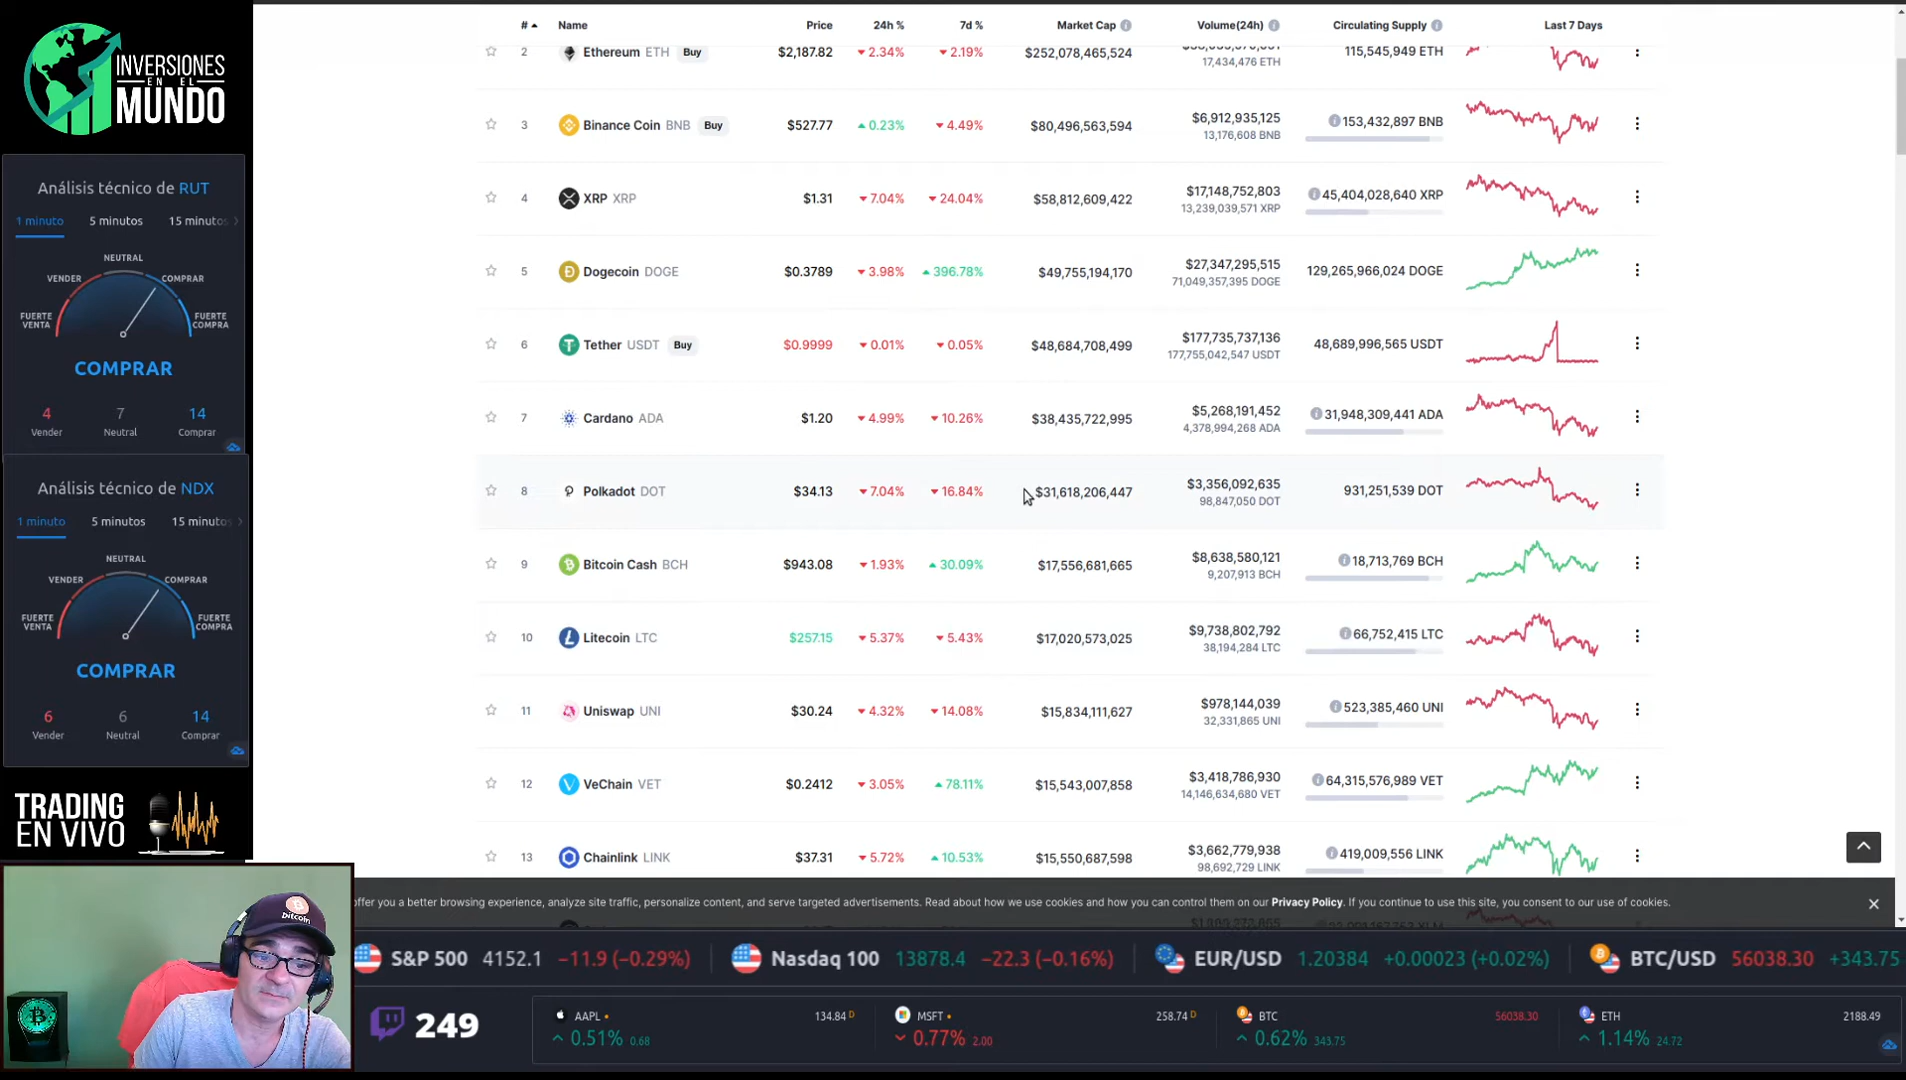 INVERSIONES
EN EL
MUNDO
Análisis técnico de RUT
1 minuto 5 minutos 15 minutos
NEUTRAL
VENDER COMPRAR
FUERTE VENTA FUERTE COMPRA
COMPRAR
4 7 14
Vender Neutral Comprar
Análisis técnico de NDX
1 minuto 5 minutos 15 minutos
NEUTRAL
VENDER COMPRAR
FUERTE VENTA FUERTE COMPRA
COMPRAR
6 6 14
Vender Neutral Comprar
TRADING
EN VIVO
# Name Price 24h % 7d % Market Cap Volume(24h) Circulating Supply Last 7 Days
2 Ethereum ETH Buy $2,187.82 2.34% 2.19% $252,078,465,524 115,545,949 ETH
17,434,476 ETH
3 Binance Coin BNB Buy $527.77 0.23% 4.49% $80,496,563,594 $6,912,935,125 153,432,897 BNB
13,176,608 BNB
4 XRP XRP $1.31 7.04% 24.04% $58,812,609,422 $17,148,752,803 45,404,028,640 XRP
13,239,039,571 XRP
5 Dogecoin DOGE $0.3789 3.98% 396.78% $49,755,194,170 $27,347,295,515 129,265,966,024 DOGE
71,049,357,395 DOGE
6 Tether USDT Buy $0.9999 0.01% 0.05% $48,684,708,499 $177,735,737,136 48,689,996,565 USDT
177,755,042,547 USDT
7 Cardano ADA $1.20 4.99% 10.26% $38,435,722,995 $5,268,191,452 31,948,309,441 ADA
4,378,994,268 ADA
8 Polkadot DOT $34.13 7.04% 16.84% $31,618,206,447 $3,356,092,635 931,251,539 DOT
98,847,050 DOT
9 Bitcoin Cash BCH $943.08 1.93% 30.09% $17,556,681,665 $8,638,580,121 18,713,769 BCH
9,207,913 BCH
10 Litecoin LTC $257.15 5.37% 5.43% $17,020,573,025 $9,738,802,792 66,752,415 LTC
38,194,284 LTC
11 Uniswap UNI $30.24 4.32% 14.08% $15,834,111,627 $978,144,039 523,385,460 UNI
32,331,865 UNI
12 VeChain VET $0.2412 3.05% 78.11% $15,543,007,858 $3,418,786,930 64,315,576,989 VET
14,146,634,680 VET
13 Chainlink LINK $37.31 5.72% 10.53% $15,550,687,598 $3,662,779,938 419,009,556 LINK
98,692,729 LINK
offer you a better browsing experience, analyze site traffic, personalize content, and serve targeted advertisements. Read about how we use cookies and how you can control them on our Privacy Policy. If you continue to use this site, you consent to our use of cookies.
bitcoin
S&P 500 4152.1 −11.9 (−0.29%) Nasdaq 100 13878.4 −22.3 (−0.16%) EUR/USD 1.20384 +0.00023 (+0.02%) BTC/USD 56038.30 +343.75
249
AAPL 134.84 D MSFT 258.74 D BTC 56038.30 ETH 2188.49
0.51% 0.68 0.77% 2.00 0.62% 343.75 1.14% 24.72